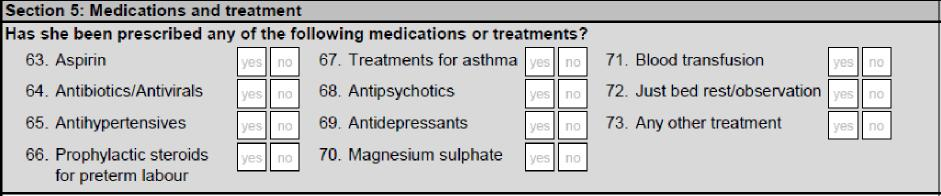 Section 5: Medications and treatment
Has she been prescribed any of the following medications or treatments?
63. Aspirin yes no
64. Antibiotics/Antivirals yes no
65. Antihypertensives yes no
66. Prophylactic steroids yes no
for preterm labour
67. Treatments for asthma yes no
68. Antipsychotics yes no
69. Antidepressants yes no
70. Magnesium sulphate yes no
71. Blood transfusion yes no
72. Just bed rest/observation yes no
73. Any other treatment yes no